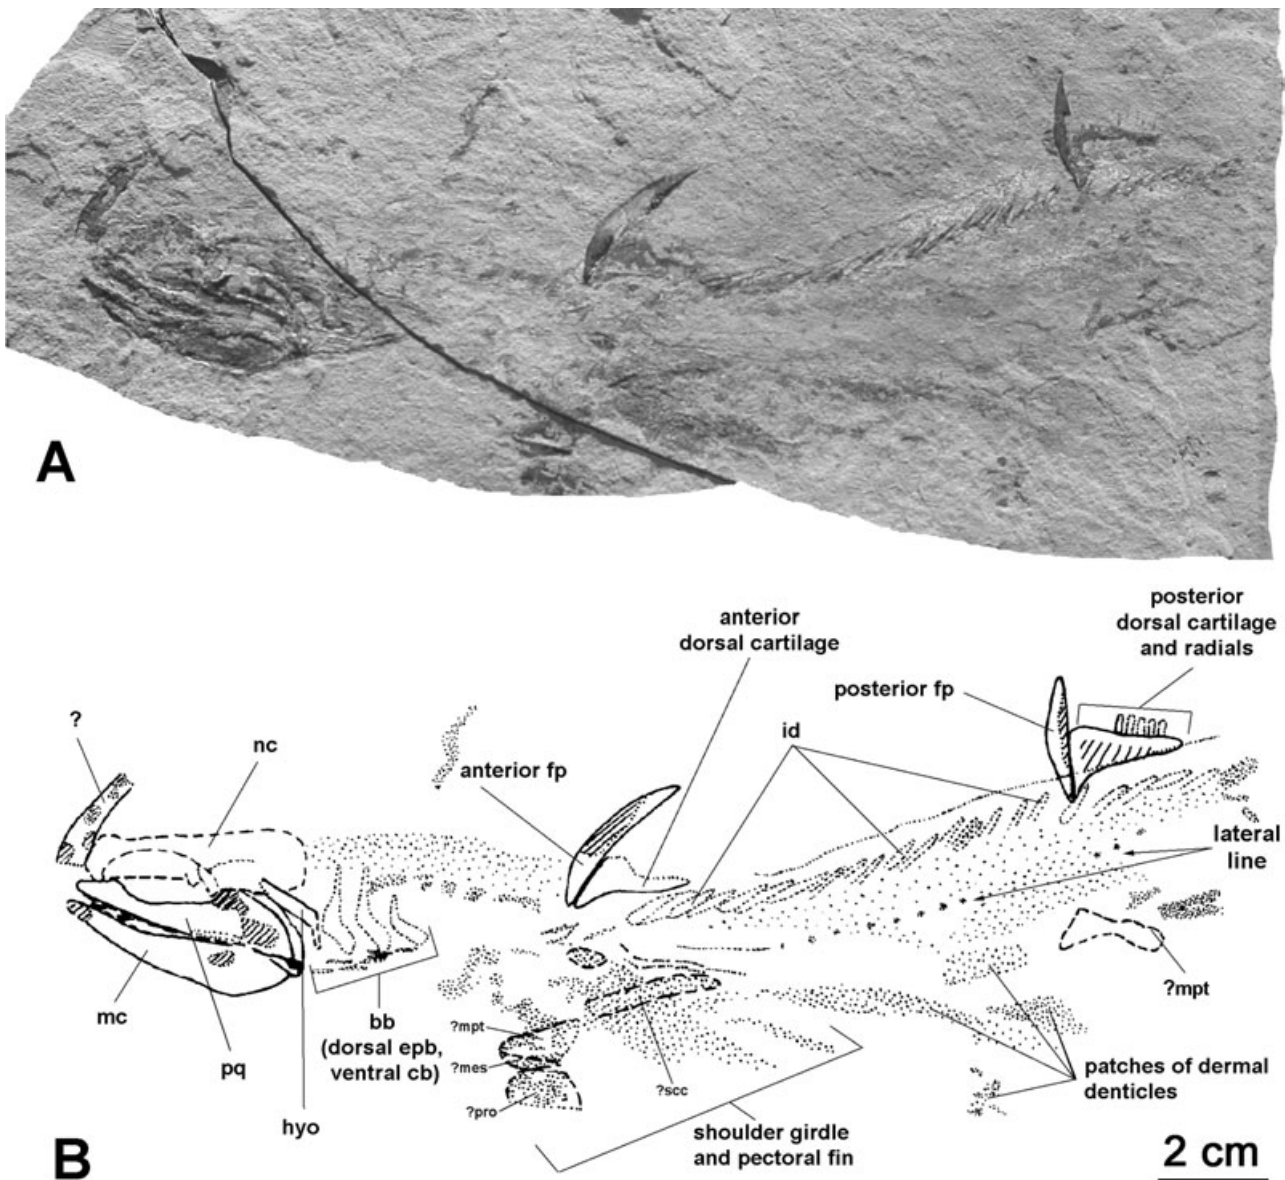 A
posterior
dorsal cartilage
and radials
anterior
dorsal cartilage
posterior fp
?
nc
id
anterior fp
lateral
line
?mpt
mc
bb
(dorsal epb,
ventral cb)
?mpt
?mes
?pro
?scc
pq
hyo
patches of dermal
denticles
shoulder girdle
and pectoral fin
B
2 cm